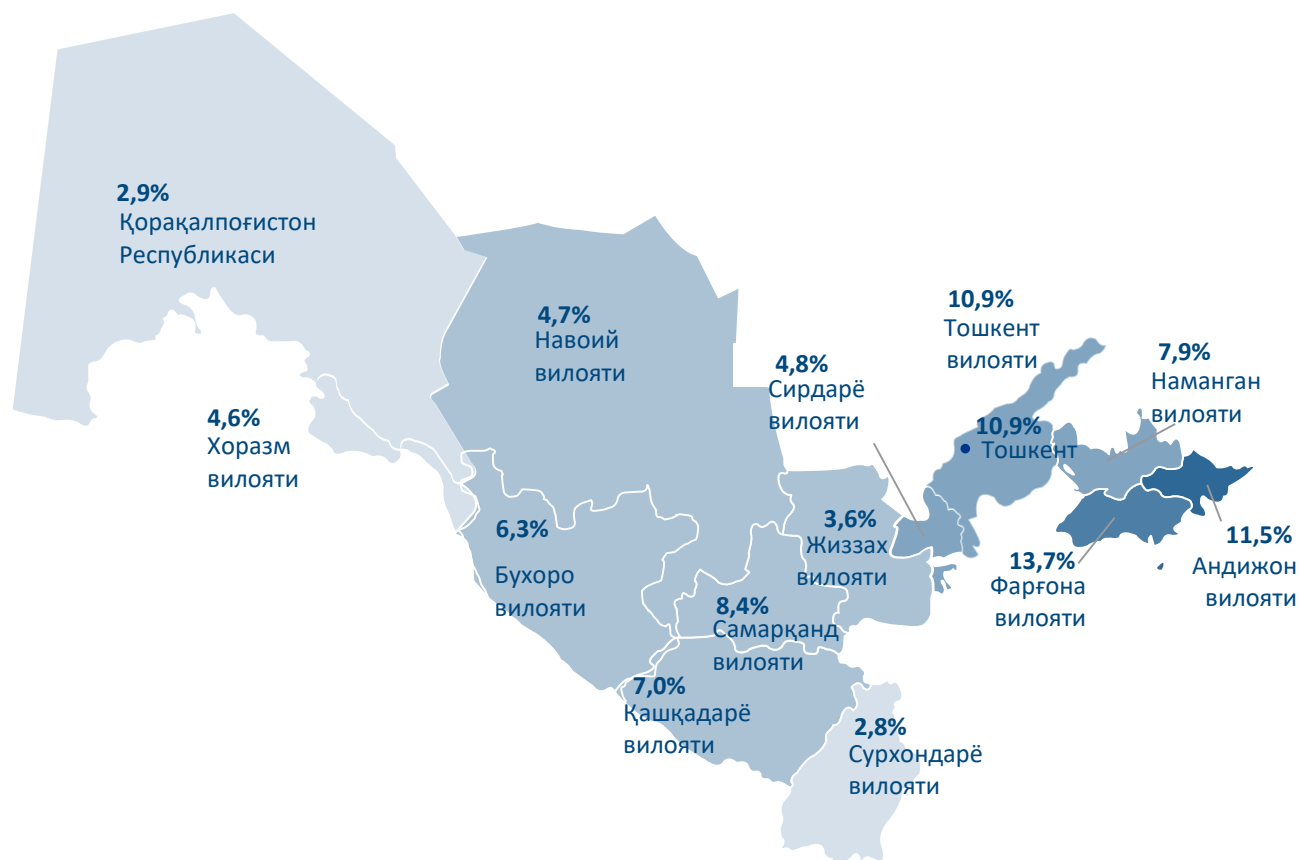 2,9%
Қорақалпоғистон
Республикаси
4,6%
Хоразм
вилояти
4,7%
Навоий
вилояти
6,3%
Бухоро
вилояти
7,0%
Қашқадарё
вилояти
8,4%
Самарқанд
вилояти
2,8%
Сурхондарё
вилояти
3,6%
Жиззах
вилояти
4,8%
Сирдарё
вилояти
10,9%
Тошкент
вилояти
10,9%
Тошкент
7,9%
Наманган
вилояти
13,7%
Фарғона
вилояти
11,5%
Андижон
вилояти